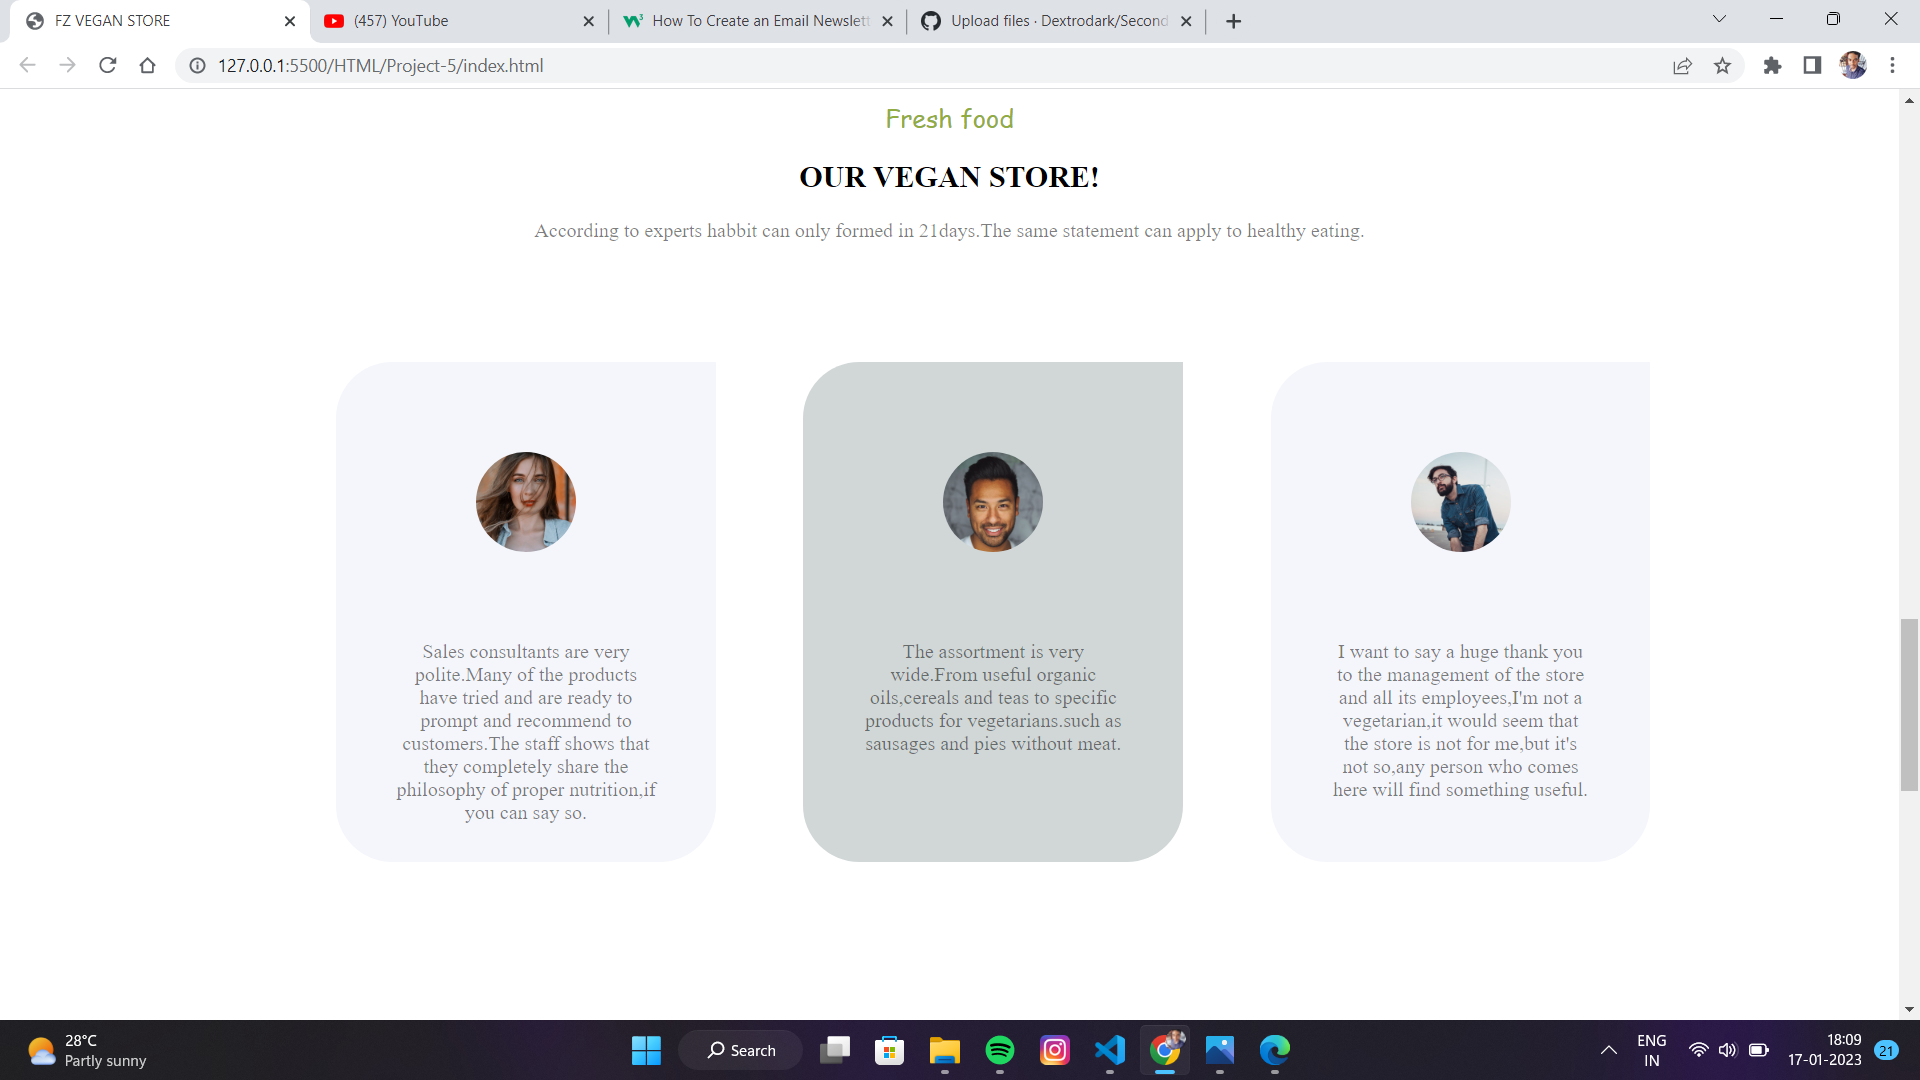 FZ VEGAN STORE
(457) YouTube
How To Create an Email Newslett
Upload files · Dextrodark/Second
127.0.0.1:5500/HTML/Project-5/index.html
Fresh food
OUR VEGAN STORE!
According to experts habbit can only formed in 21days.The same statement can apply to healthy eating.
Sales consultants are very
polite.Many of the products
have tried and are ready to
prompt and recommend to
customers.The staff shows that
they completely share the
philosophy of proper nutrition,if
you can say so.
The assortment is very
wide.From useful organic
oils,cereals and teas to specific
products for vegetarians.such as
sausages and pies without meat.
I want to say a huge thank you
to the management of the store
and all its employees,I'm not a
vegetarian,it would seem that
the store is not for me,but it's
not so,any person who comes
here will find something useful.
28°C
Partly sunny
Search
ENG
IN
18:09
17-01-2023
21